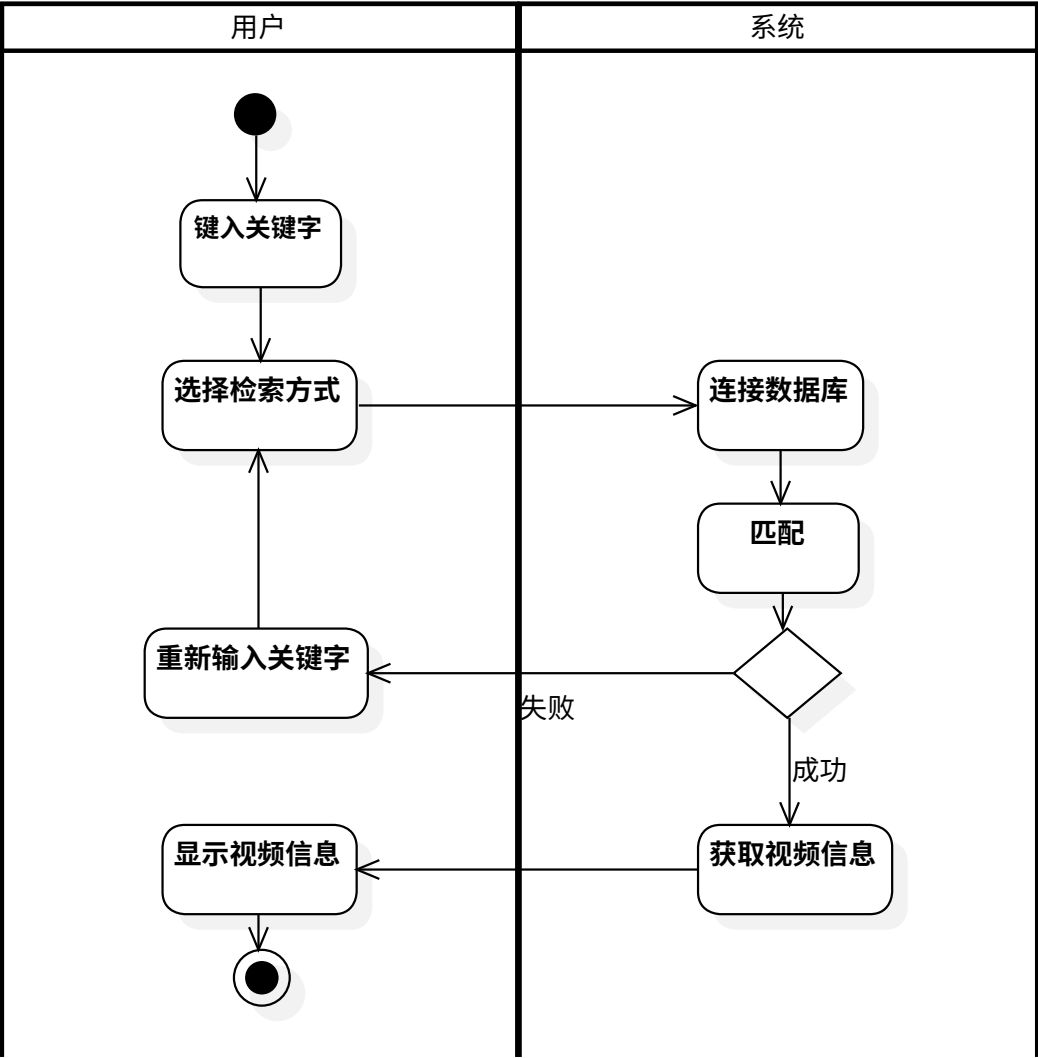 用户
系统
键入关键字
选择检索方式
连接数据库
匹配
重新输入关键字
失败
成功
显示视频信息
获取视频信息